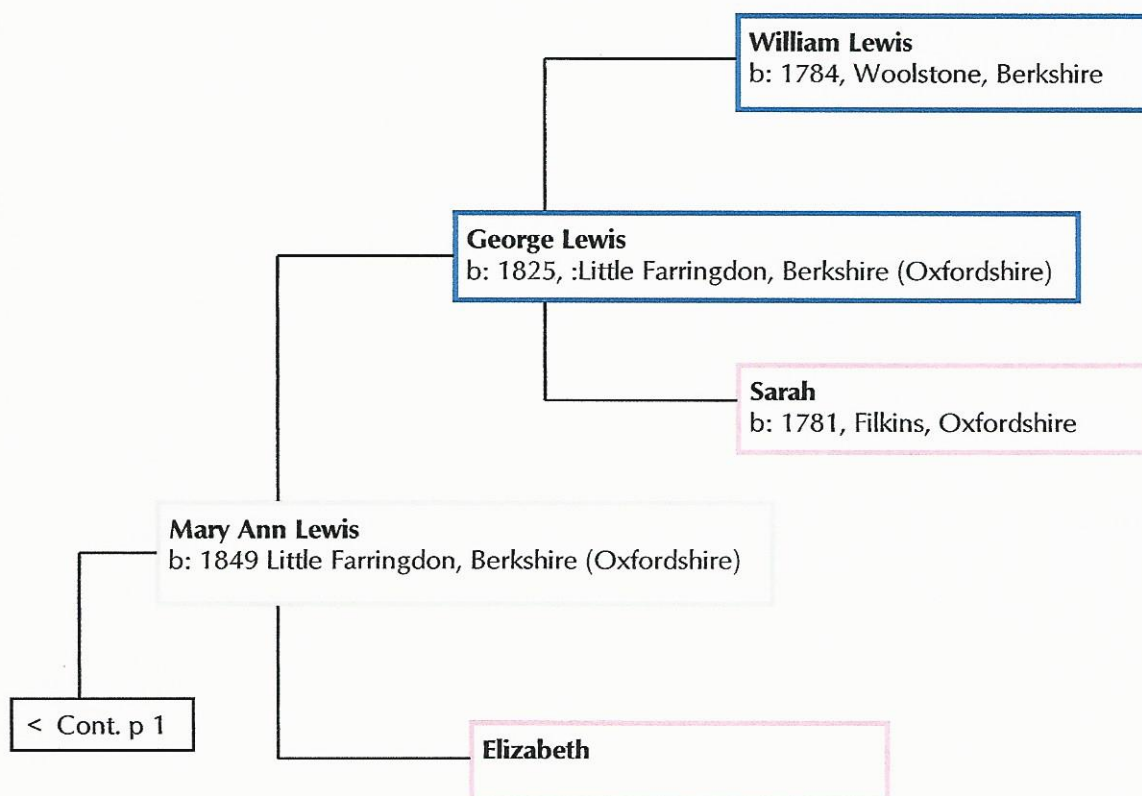 William Lewis
b: 1784, Woolstone, Berkshire
George Lewis
b: 1825, :Little Farringdon, Berkshire (Oxfordshire)
Sarah
b: 1781, Filkins, Oxfordshire
Mary Ann Lewis
b: 1849 Little Farringdon, Berkshire (Oxfordshire)
< Cont. p 1
Elizabeth